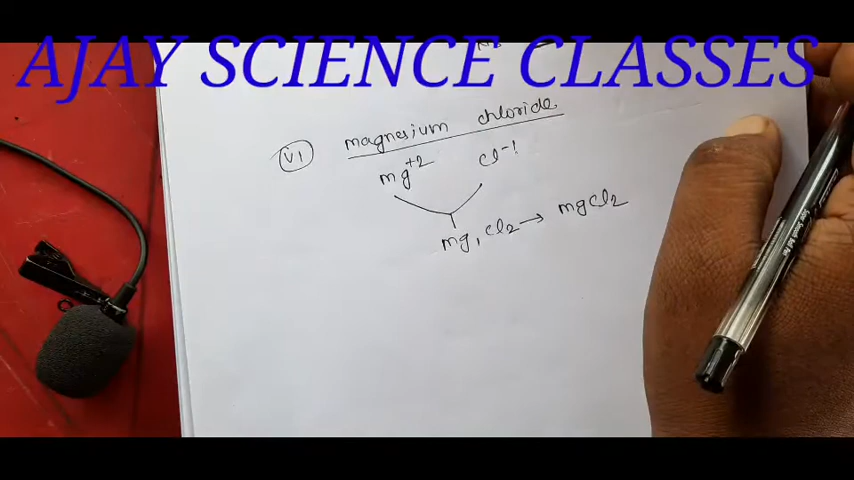 AJAY SCIENCE CLASSES
VI magnesium chloride
mg+2 cl-1
mg1 cl2 → mgcl2